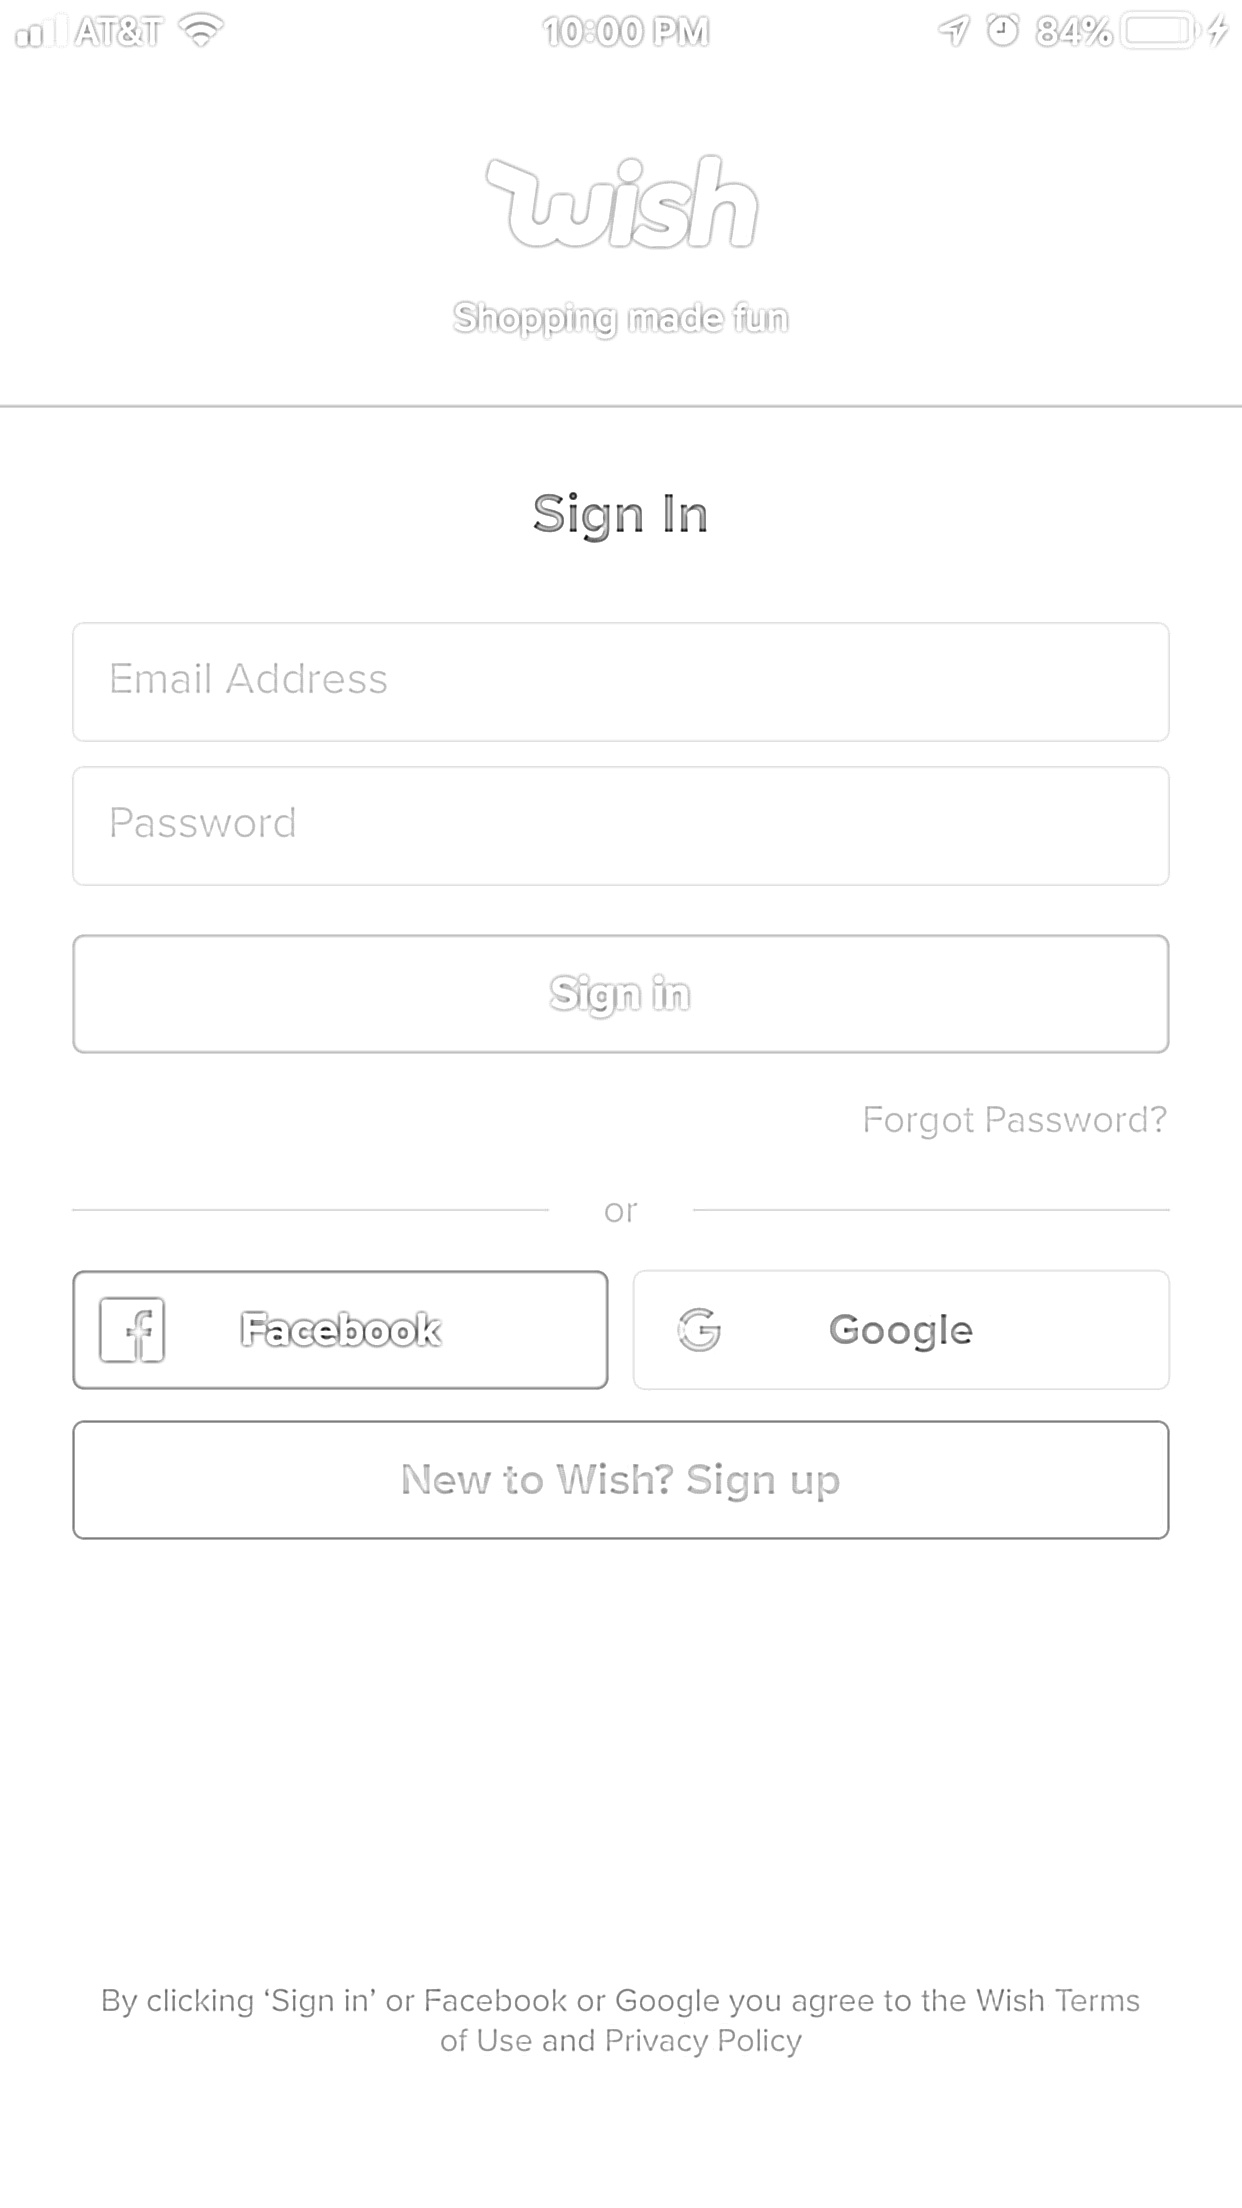 AT&T 10:00 PM 84%
wish
Shopping made fun
Sign In
Email Address
Password
Sign in
Forgot Password?
or
Facebook Google
New to Wish? Sign up
By clicking ‘Sign in’ or Facebook or Google you agree to the Wish Terms
of Use and Privacy Policy